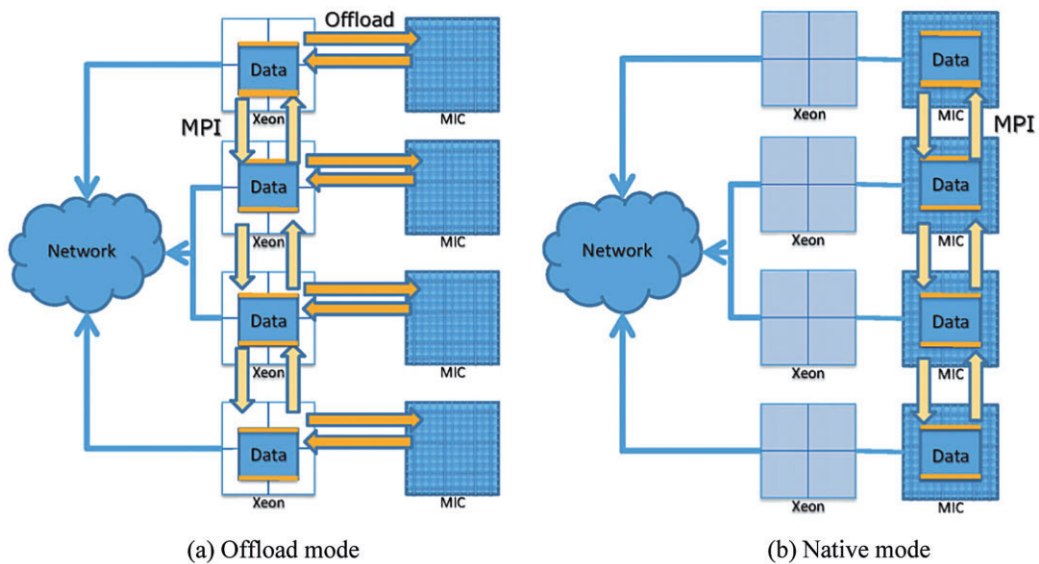 Offload
Data
MPI
Xeon
MIC
Data
Xeon
MIC
Network
Data
Xeon
MIC
Data
Xeon
MIC
(a) Offload mode
Data
Xeon
MIC
MPI
Data
Xeon
MIC
Network
Data
Xeon
MIC
Data
Xeon
MIC
(b) Native mode